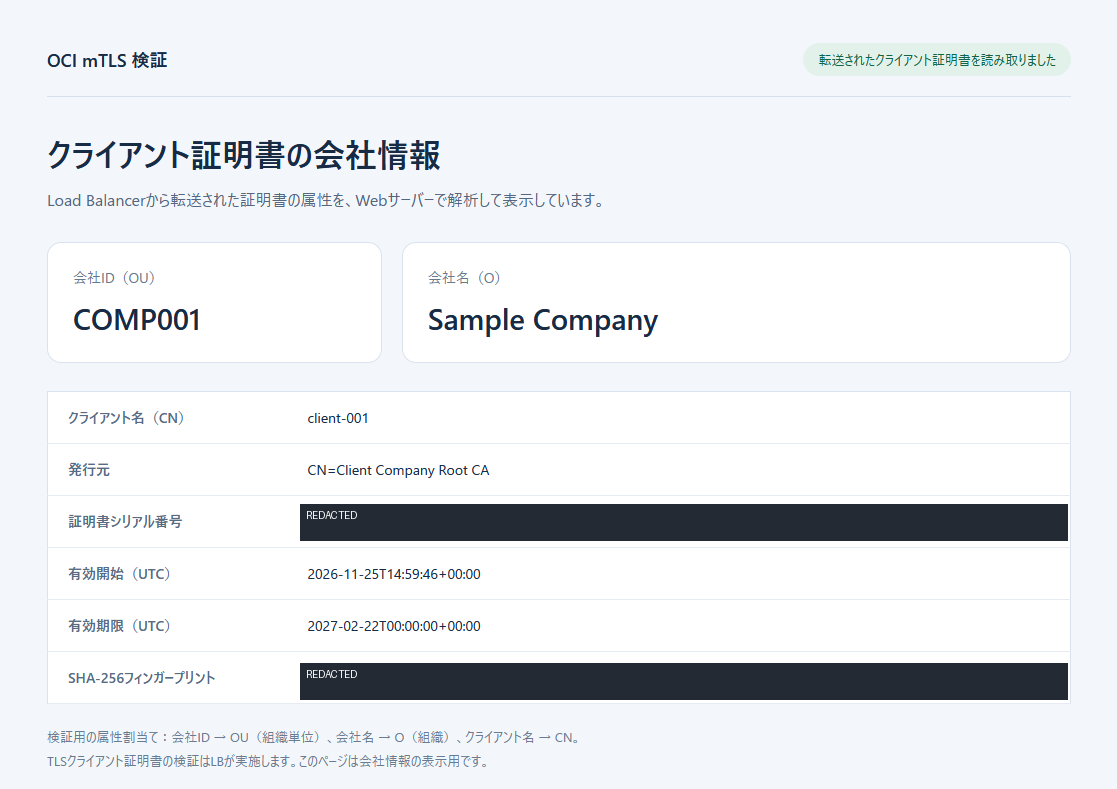 OCI mTLS 検証
転送されたクライアント証明書を読み取りました
クライアント証明書の会社情報
Load Balancerから転送された証明書の属性を、Webサーバーで解析して表示しています。
会社ID（OU）
COMP001
会社名（O）
Sample Company
クライアント名（CN）
client-001
発行元
CN=Client Company Root CA
証明書シリアル番号
REDACTED
有効開始（UTC）
2026-11-25T14:59:46+00:00
有効期限（UTC）
2027-02-22T00:00:00+00:00
SHA-256フィンガープリント
REDACTED
検証用の属性割当て：会社ID → OU（組織単位）、会社名 → O（組織）、クライアント名 → CN。
TLSクライアント証明書の検証はLBが実施します。このページは会社情報の表示用です。